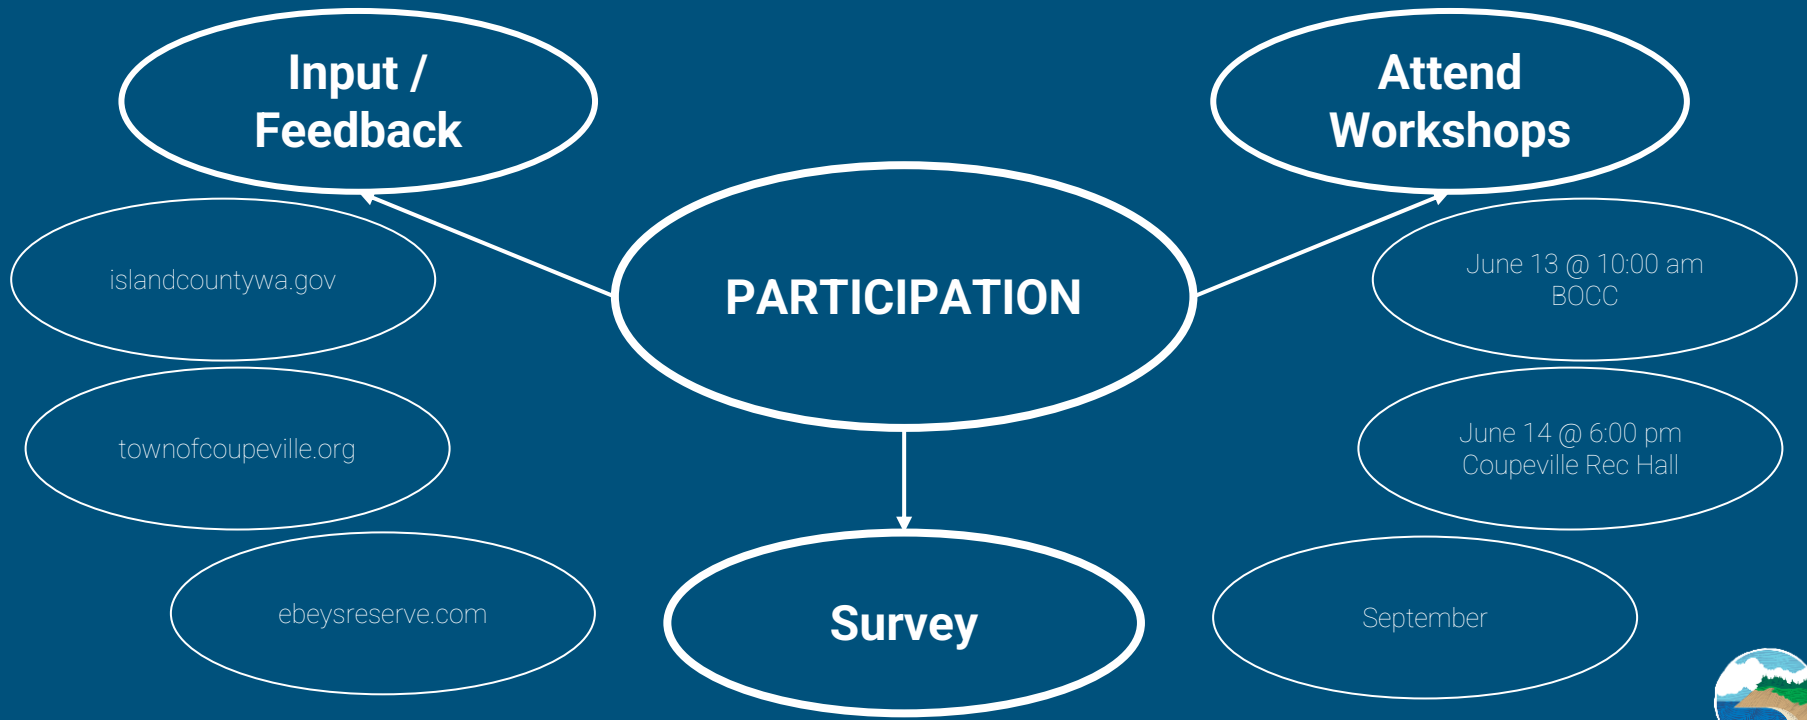 Input /
Feedback
islandcountywa.gov
townofcoupeville.org
ebeysreserve.com
PARTICIPATION
Survey
Attend
Workshops
June 13 @ 10:00 am
BOCC
June 14 @ 6:00 pm
Coupeville Rec Hall
September